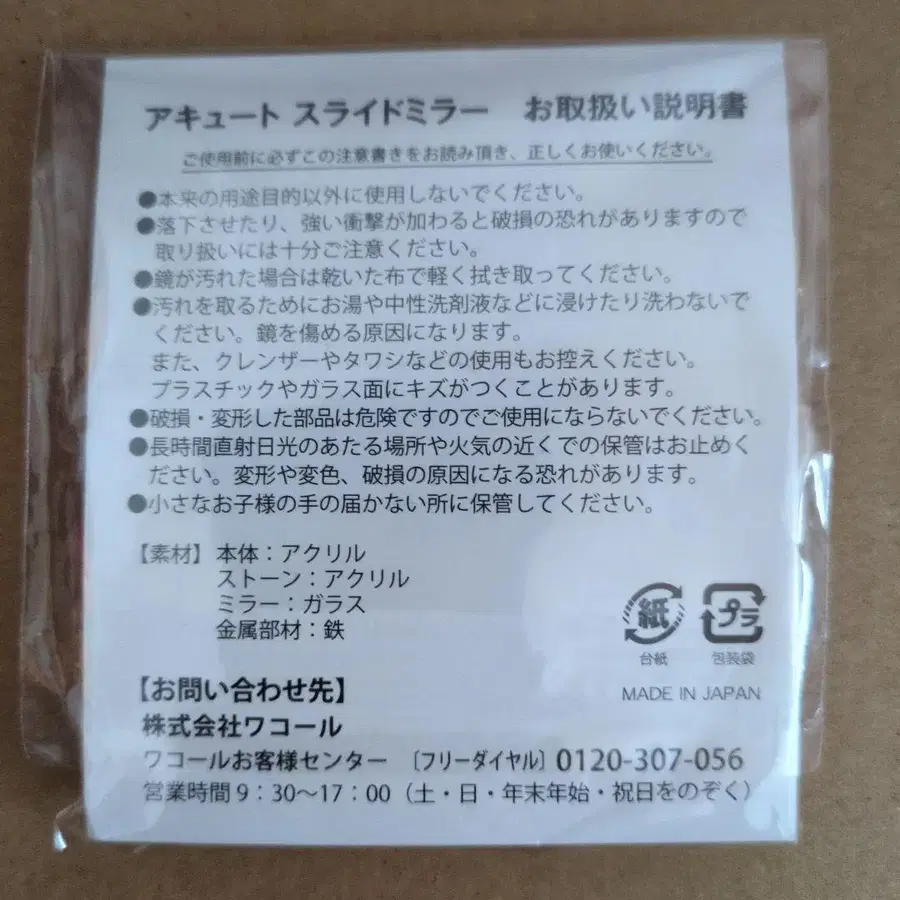 アキュート スライドミラー　お取扱い説明書
ご使用前に必ずこの注意書きをお読み頂き、正しくお使いください。
●本来の用途目的以外に使用しないでください。
●落下させたり、強い衝撃が加わると破損の恐れがありますので
取り扱いには十分ご注意ください。
●鏡が汚れた場合は乾いた布で軽く拭き取ってください。
●汚れを取るためにお湯や中性洗剤液などに浸けたり洗わないで
ください。鏡を傷める原因になります。
また、クレンザーやタワシなどの使用もお控えください。
プラスチックやガラス面にキズがつくことがあります。
●破損・変形した部品は危険ですのでご使用にならないでください。
●長時間直射日光のあたる場所や火気の近くでの保管はお止めく
ださい。変形や変色、破損の原因になる恐れがあります。
●小さなお子様の手の届かない所に保管してください。
【素材】本体：アクリル
ストーン：アクリル
ミラー：ガラス
金属部材：鉄
紙 プラ
台紙 包装袋
MADE IN JAPAN
【お問い合わせ先】
株式会社ワコール
ワコールお客様センター 〔フリーダイヤル〕0120-307-056
営業時間 9：30～17：00（土・日・年末年始・祝日をのぞく）